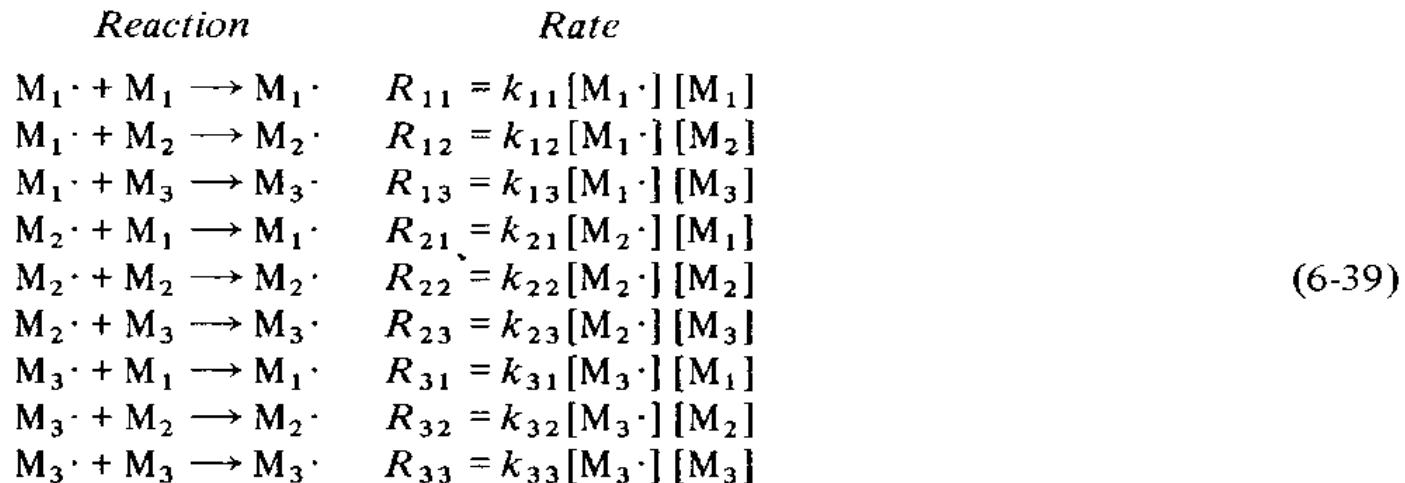 Reaction Rate
M₁· + M₁ ⟶ M₁· R₁₁ = k₁₁[M₁·] [M₁]
M₁· + M₂ ⟶ M₂· R₁₂ = k₁₂[M₁·] [M₂]
M₁· + M₃ ⟶ M₃· R₁₃ = k₁₃[M₁·] [M₃]
M₂· + M₁ ⟶ M₁· R₂₁ = k₂₁[M₂·] [M₁]
M₂· + M₂ ⟶ M₂· R₂₂ = k₂₂[M₂·] [M₂] (6-39)
M₂· + M₃ ⟶ M₃· R₂₃ = k₂₃[M₂·] [M₃]
M₃· + M₁ ⟶ M₁· R₃₁ = k₃₁[M₃·] [M₁]
M₃· + M₂ ⟶ M₂· R₃₂ = k₃₂[M₃·] [M₂]
M₃· + M₃ ⟶ M₃· R₃₃ = k₃₃[M₃·] [M₃]